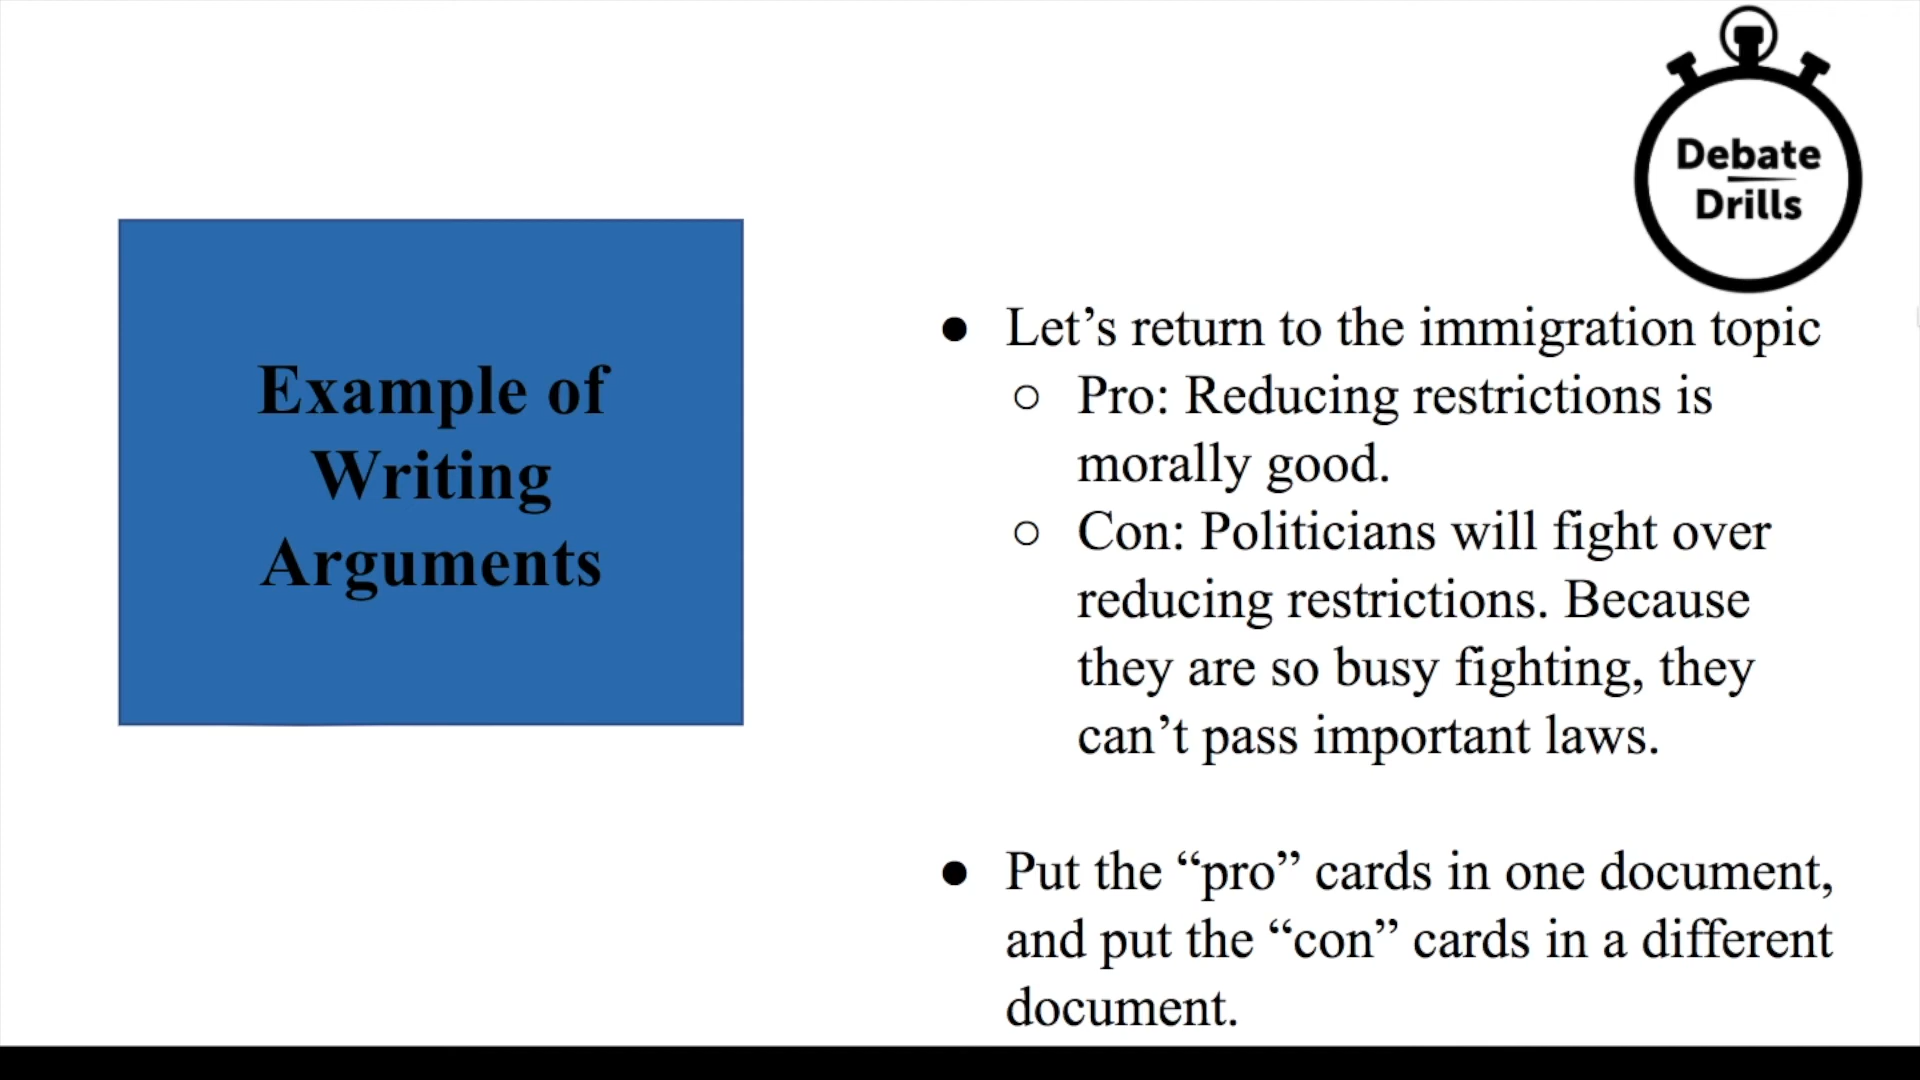 Debate
Drills
Example of
Writing
Arguments
● Let’s return to the immigration topic
○ Pro: Reducing restrictions is
morally good.
○ Con: Politicians will fight over
reducing restrictions. Because
they are so busy fighting, they
can’t pass important laws.
● Put the “pro” cards in one document,
and put the “con” cards in a different
document.